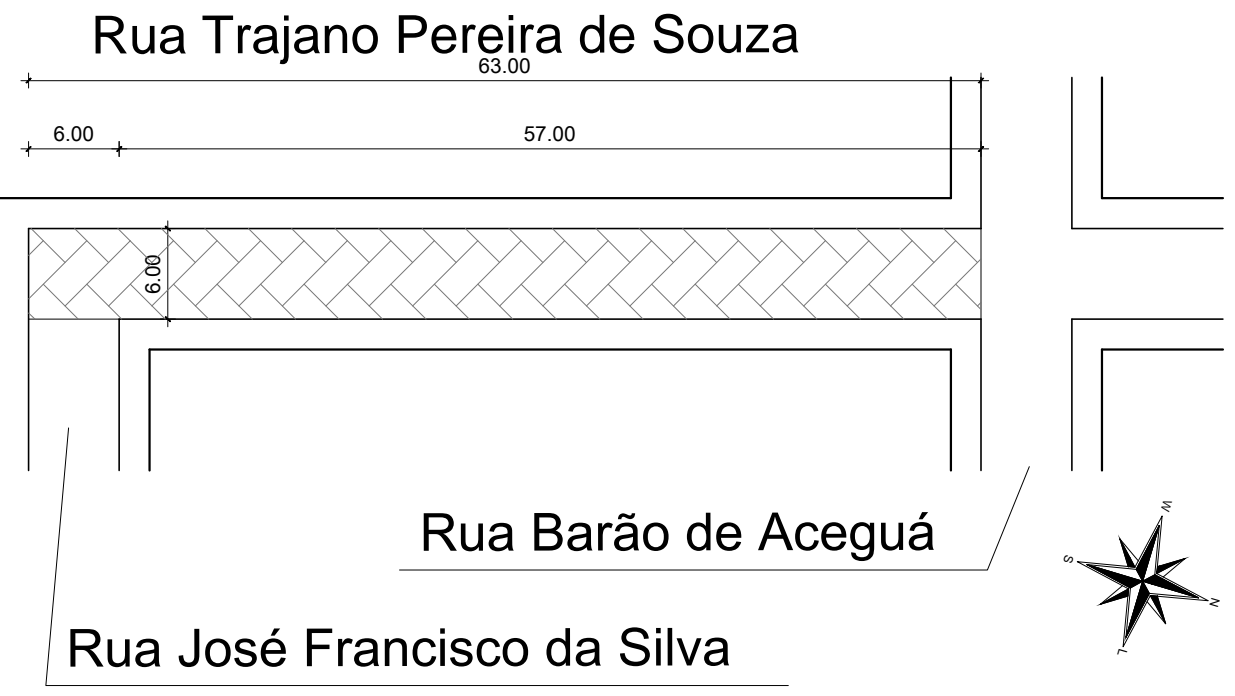 Rua Trajano Pereira de Souza
63.00
6.00
57.00
6.00
Rua Barão de Aceguá
Rua José Francisco da Silva
W
S
N
L